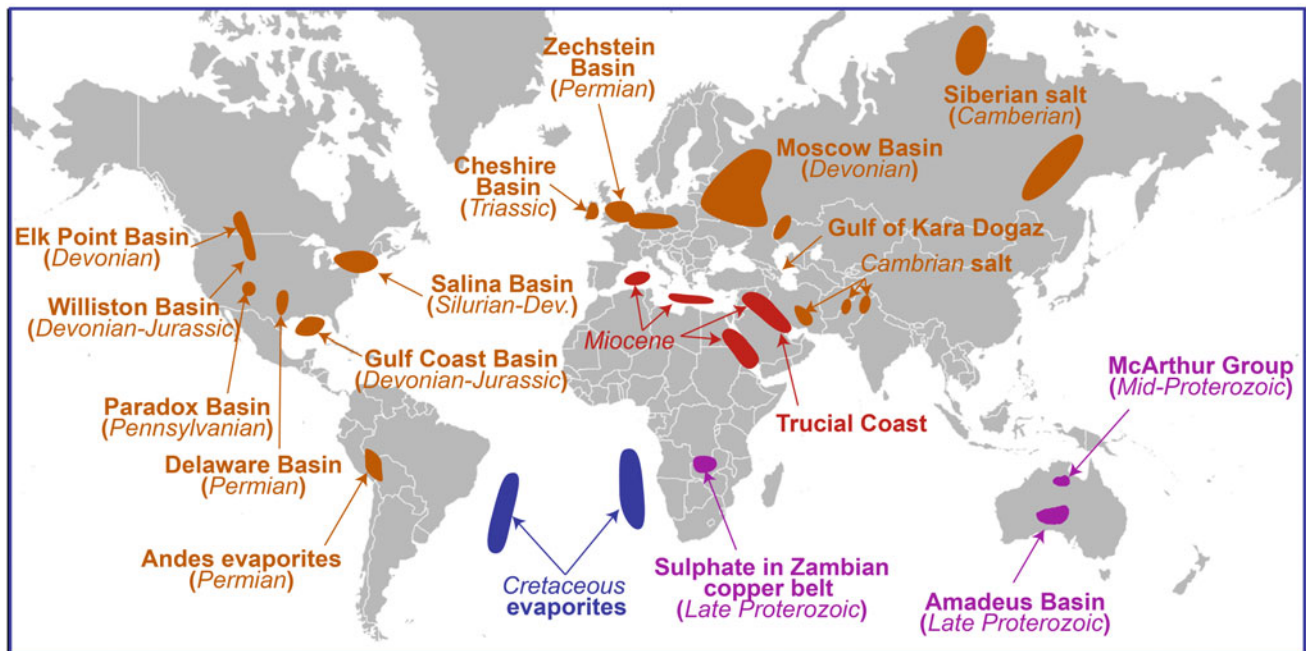 Zechstein
Basin
(Permian)
Siberian salt
(Camberian)
Cheshire
Basin
(Triassic)
Moscow Basin
(Devonian)
Elk Point Basin
(Devonian)
Gulf of Kara Dogaz
Cambrian salt
Salina Basin
(Silurian-Dev.)
Williston Basin
(Devonian-Jurassic)
Miocene
Gulf Coast Basin
(Devonian-Jurassic)
McArthur Group
(Mid-Proterozoic)
Paradox Basin
(Pennsylvanian)
Trucial Coast
Delaware Basin
(Permian)
Andes evaporites
(Permian)
Cretaceous
evaporites
Sulphate in Zambian
copper belt
(Late Proterozoic)
Amadeus Basin
(Late Proterozoic)